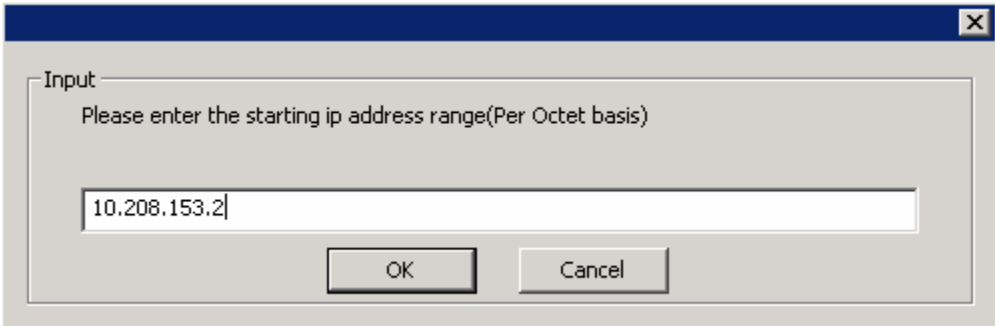 Input
Please enter the starting ip address range(Per Octet basis)
10.208.153.2
OK
Cancel